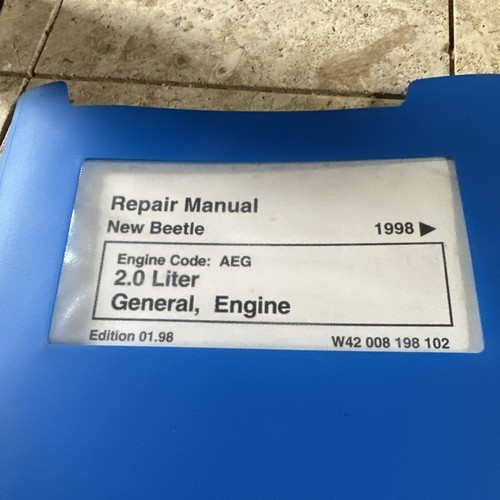 Repair Manual
New Beetle 1998 ▶
Engine Code: AEG
2.0 Liter
General, Engine
Edition 01.98 W42 008 198 102